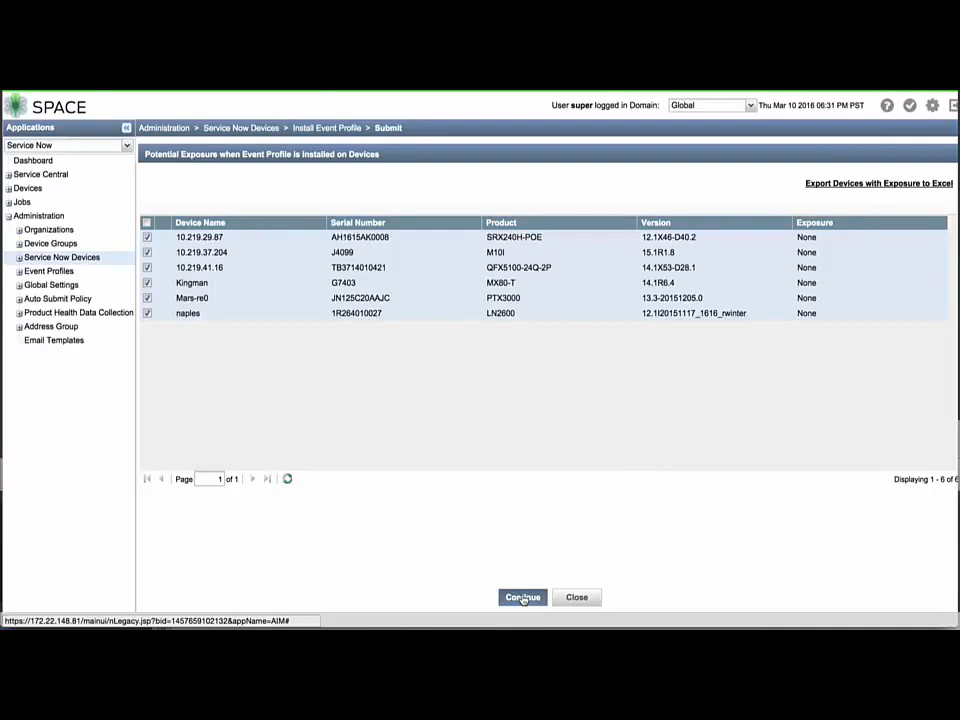 SPACE
User super logged in Domain: Global Thu Mar 10 2016 06:31 PM PST
Applications
Administration > Service Now Devices > Install Event Profile > Submit
Service Now
Potential Exposure when Event Profile is Installed on Devices
Dashboard
Service Central
Devices
Jobs
Administration
Organizations
Device Groups
Service Now Devices
Event Profiles
Global Settings
Auto Submit Policy
Product Health Data Collection
Address Group
Email Templates
Export Devices with Exposure to Excel
Device Name Serial Number Product Version Exposure
10.219.29.87 AH1615AK0008 SRX240H-POE 12.1X46-D40.2 None
10.219.37.204 J4099 M10I 15.1R1.8 None
10.219.41.16 TB3714010421 QFX5100-24Q-2P 14.1X53-D28.1 None
Kingman G7403 MX80-T 14.1R6.4 None
Mars-re0 JN125C20AAJC PTX3000 13.3-20151205.0 None
naples 1R264010027 LN2600 12.1I20151117_1616_rwinter None
Page 1 of 1 Displaying 1 - 6 of 6
Continue Close
https://172.22.148.81/mainui/nLegacy.jsp?bid=1457659102132&appName=AIM#